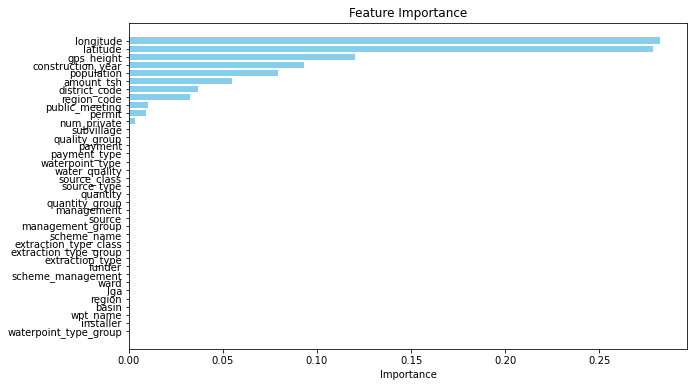 Feature Importance
longitude
latitude
gps_height
construction_year
population
amount_tsh
district_code
region_code
public_meeting
permit
num_private
subvillage
quality_group
payment
payment_type
waterpoint_type
water_quality
source_class
source_type
quantity
quantity_group
management
source
management_group
scheme_name
extraction_type_class
extraction_type_group
extraction_type
funder
scheme_management
ward
lga
region
basin
wpt_name
installer
waterpoint_type_group
0.00 0.05 0.10 0.15 0.20 0.25
Importance